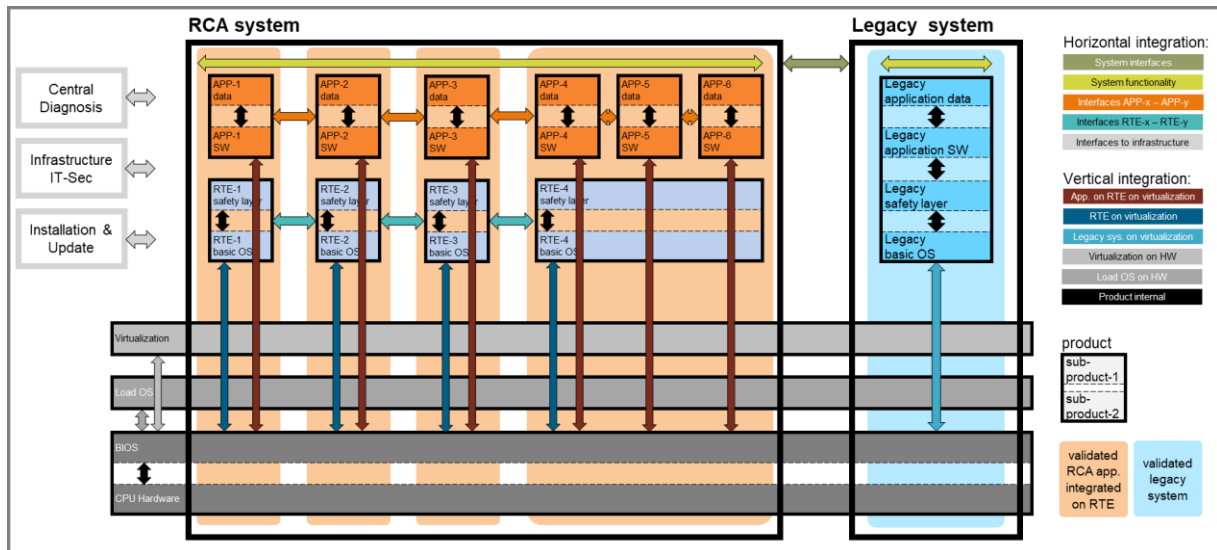 RCA system
Legacy system
Central
Diagnosis
Infrastructure
IT-Sec
Installation &
Update
APP-1
data
APP-1
SW
APP-2
data
APP-2
SW
APP-3
data
APP-3
SW
APP-4
data
APP-4
SW
APP-5
data
APP-5
SW
APP-6
data
APP-6
SW
RTE-1
safety layer
RTE-1
basic OS
RTE-2
safety layer
RTE-2
basic OS
RTE-3
safety layer
RTE-3
basic OS
RTE-4
safety layer
RTE-4
basic OS
Legacy
application data
Legacy
application SW
Legacy
safety layer
Legacy
basic OS
Virtualization
Load OS
BIOS
CPU Hardware
Horizontal integration:
System interfaces
System functionality
Interfaces APP-x – APP-y
Interfaces RTE-x – RTE-y
Interfaces to infrastructure
Vertical integration:
App. on RTE on virtualization
RTE on virtualization
Legacy sys. on virtualization
Virtualization on HW
Load OS on HW
Product internal
product
sub-
product-1
sub-
product-2
validated
RCA app.
integrated
on RTE
validated
legacy
system